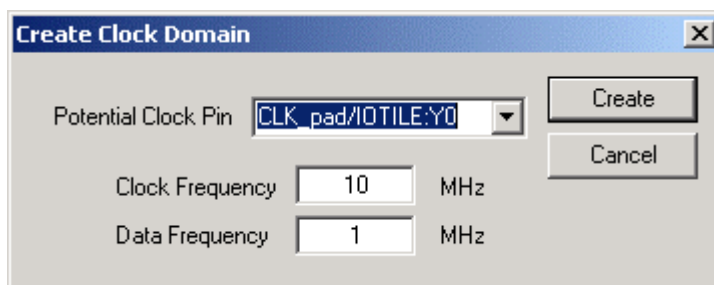 Create Clock Domain
Potential Clock Pin CLK_pad/IOTILE:Y0 Create
Cancel
Clock Frequency 10 MHz
Data Frequency 1 MHz